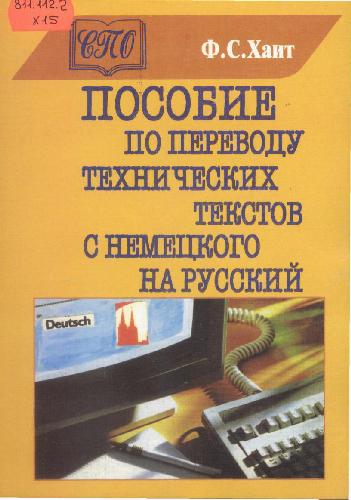 811.112.2
Х15
СПО
Ф.С.Хаит
ПОСОБИЕ
ПО ПЕРЕВОДУ
ТЕХНИЧЕСКИХ
ТЕКСТОВ
С НЕМЕЦКОГО
НА РУССКИЙ
Deutsch